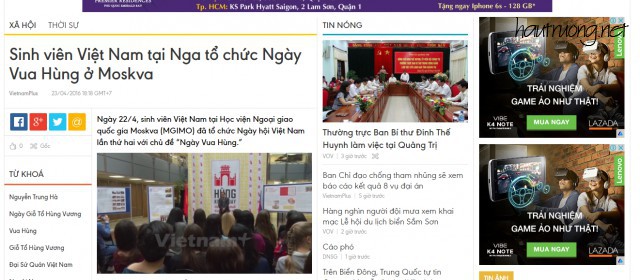 PREMIER RESIDENCES
Tp. HCM: KS Park Hyatt Saigon, 2 Lam Sơn, Quận 1
Tặng ngay Iphone 6s - 128 GB*
hautruong.net
XÃ HỘI
THỜI SỰ
Sinh viên Việt Nam tại Nga tổ chức Ngày
Vua Hùng ở Moskva
VietnamPlus
23/04/2016 16:18 GMT+7
Ngày 22/4, sinh viên Việt Nam tại Học viện Ngoại giao
quốc gia Moskva (MGIMO) đã tổ chức Ngày hội Việt Nam
lần thứ hai với chủ đề “Ngày Vua Hùng.”
0
Gốc
TỪ KHOÁ
Nguyễn Trung Hà
Ngày Giỗ Tổ Hùng Vương
Vua Hùng
Giỗ Tổ Hùng Vương
Đại Sứ Quán Việt Nam
HÙNG
Vietnam+
TIN NÓNG
Thường trực Ban Bí thư Đinh Thế
Huynh làm việc tại Quảng Trị
VOV
3 giờ trước
Ban Chỉ đạo chống tham nhũng sẽ xem
báo cáo kết quả 8 vụ đại án
VietnamPlus
5 giờ trước
Hàng nghìn người đội mưa xem khai
mạc Lễ hội du lịch biển Sầm Sơn
VOV
2 giờ trước
Cáo phó
DNSG
1 giờ trước
Trên Biển Đông, Trung Quốc tự tin
Lenovo
TRẢI NGHIỆM
GAME ẢO NHƯ THẬT!
VIBE
K4 NOTE
MUA NGAY
LAZADA
Lenovo
TRẢI NGHIỆM
GAME ẢO NHƯ THẬT!
VIBE
K4 NOTE
MUA NGAY
LAZADA
TIN ẢNH